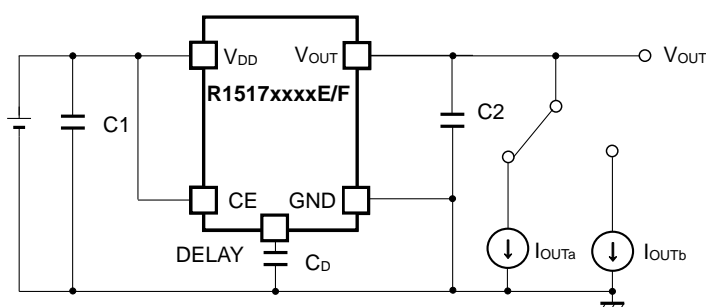 VDD VOUT VOUT
R1517xxxxE/F
C1 C2
CE GND
DELAY CD IOUTa IOUTb